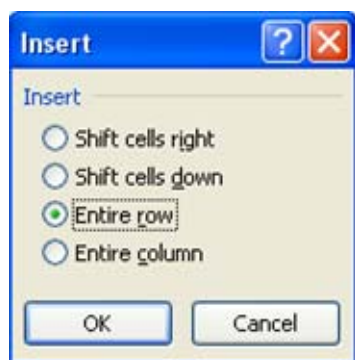 Insert
Insert
Shift cells right
Shift cells down
Entire row
Entire column
OK Cancel